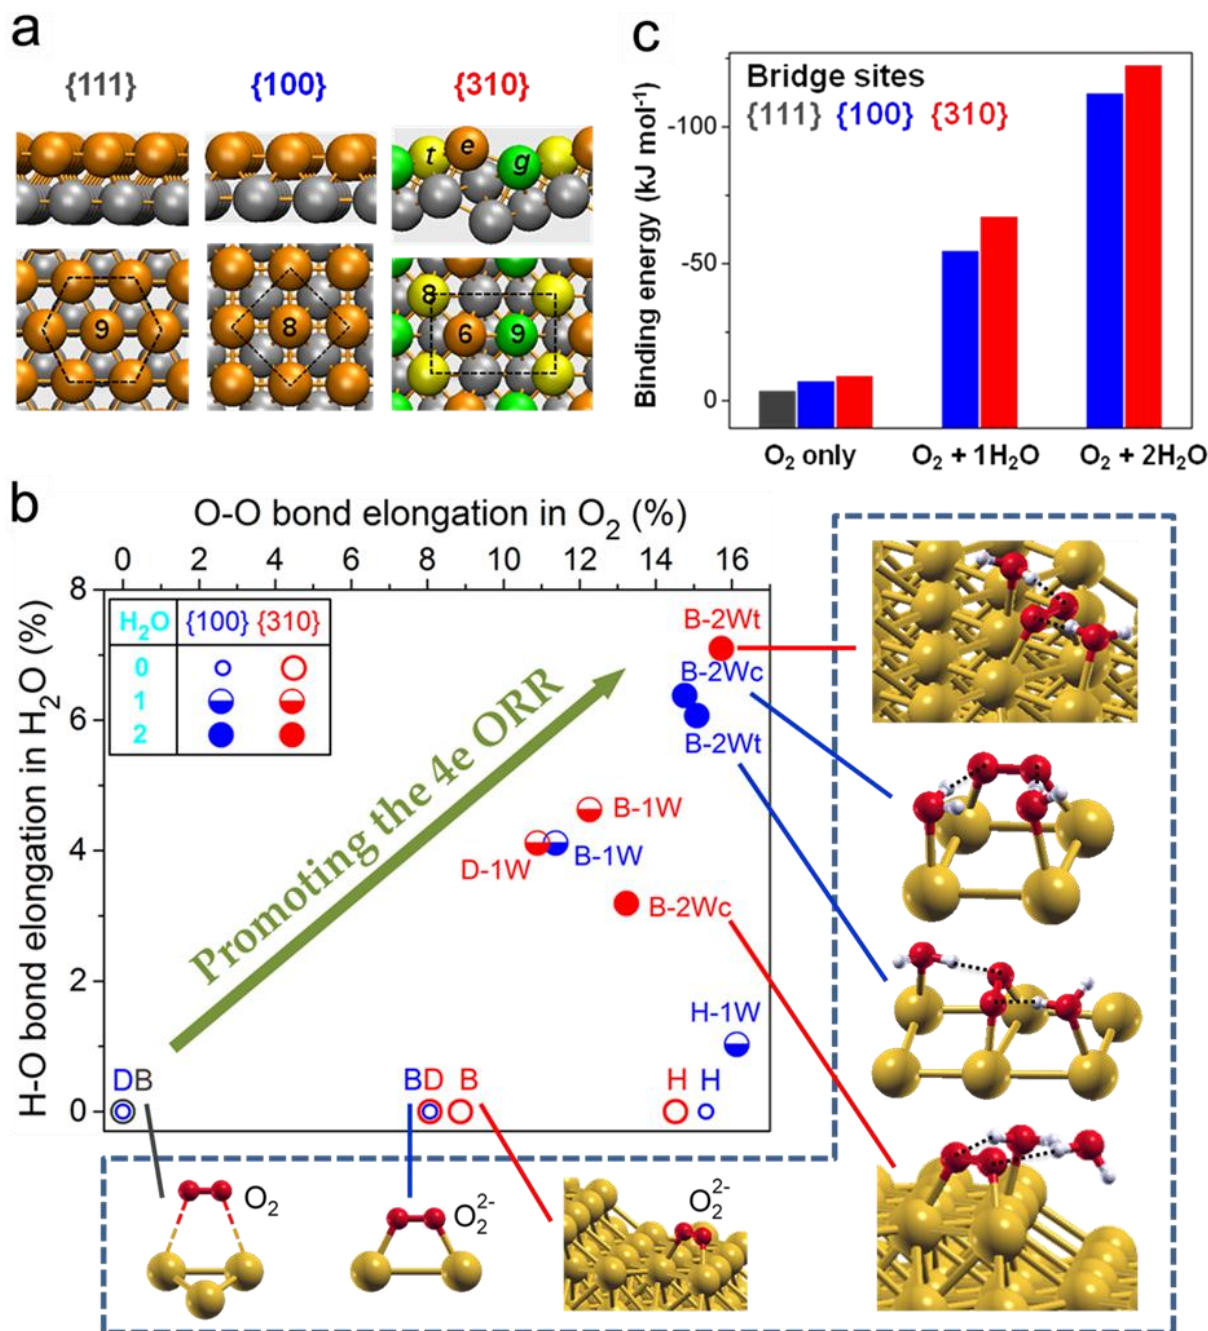 a
{111} {100} {310}
t e g
9 8 8 6 9
c
Bridge sites
{111} {100} {310}
Binding energy (kJ mol⁻¹)
-100
-50
0
O₂ only O₂ + 1H₂O O₂ + 2H₂O
b
O-O bond elongation in O₂ (%)
0 2 4 6 8 10 12 14 16
H-O bond elongation in H₂O (%)
8
6
4
2
0
H₂O {100} {310}
0
1
2
Promoting the 4e ORR
B-2Wt
B-2Wc
B-2Wt
B-1W
D-1W B-1W
B-2Wc
H-1W
D B B D B H H
O₂ O₂²⁻ O₂²⁻